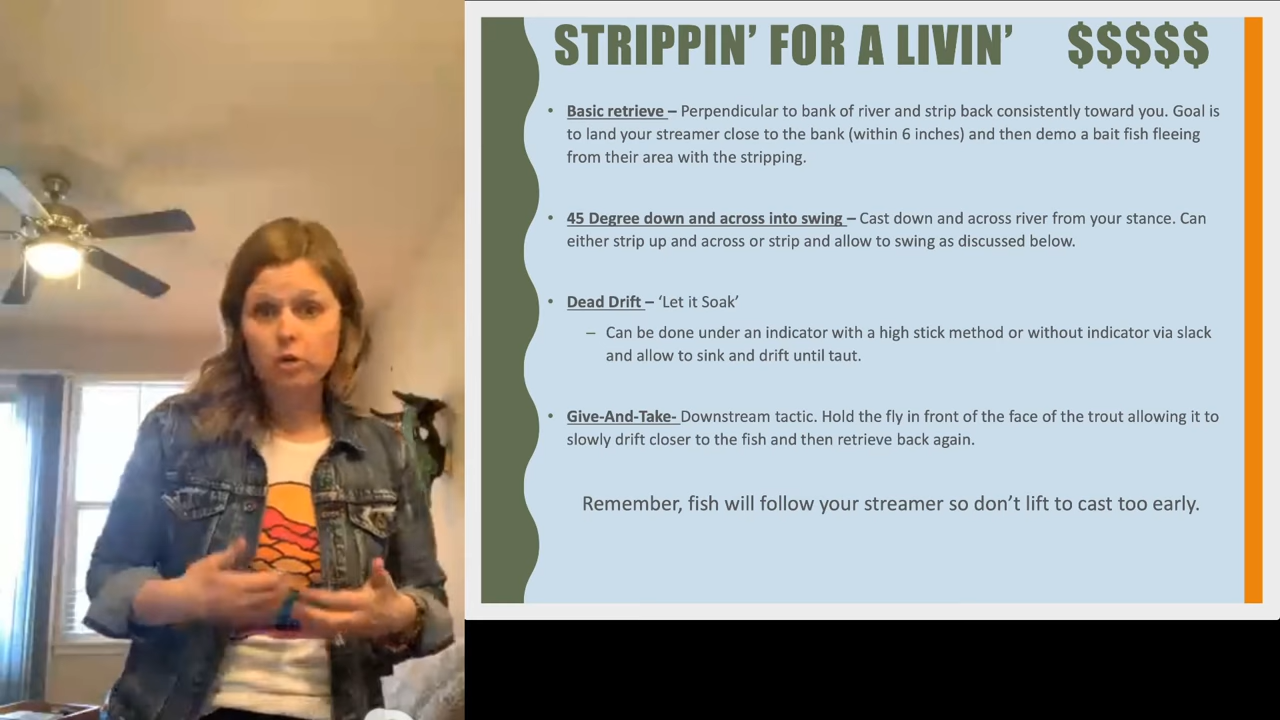 STRIPPIN’ FOR A LIVIN’ $$$$$
• Basic retrieve – Perpendicular to bank of river and strip back consistently toward you. Goal is
to land your streamer close to the bank (within 6 inches) and then demo a bait fish fleeing
from their area with the stripping.
• 45 Degree down and across into swing – Cast down and across river from your stance. Can
either strip up and across or strip and allow to swing as discussed below.
• Dead Drift – ‘Let it Soak’
– Can be done under an indicator with a high stick method or without indicator via slack
and allow to sink and drift until taut.
• Give-And-Take- Downstream tactic. Hold the fly in front of the face of the trout allowing it to
slowly drift closer to the fish and then retrieve back again.
Remember, fish will follow your streamer so don’t lift to cast too early.